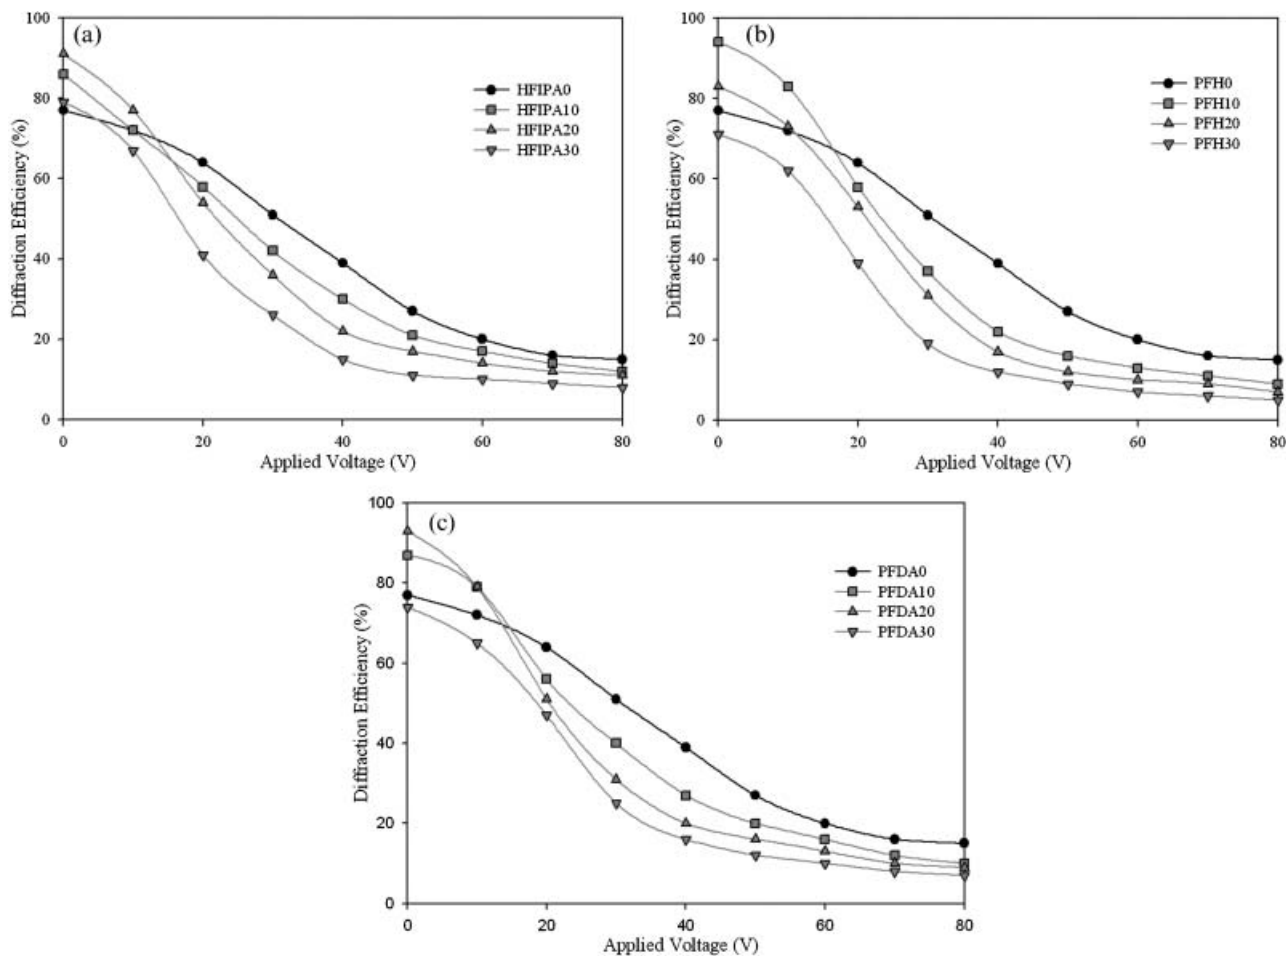 (a)
HFIPA0
HFIPA10
HFIPA20
HFIPA30
100
80
60
40
20
0
Diffraction Efficiency (%)
0 20 40 60 80
Applied Voltage (V)
(b)
PFH0
PFH10
PFH20
PFH30
100
80
60
40
20
0
Diffraction Efficiency (%)
0 20 40 60 80
Applied Voltage (V)
(c)
PFDA0
PFDA10
PFDA20
PFDA30
100
80
60
40
20
0
Diffraction Efficiency (%)
0 20 40 60 80
Applied Voltage (V)